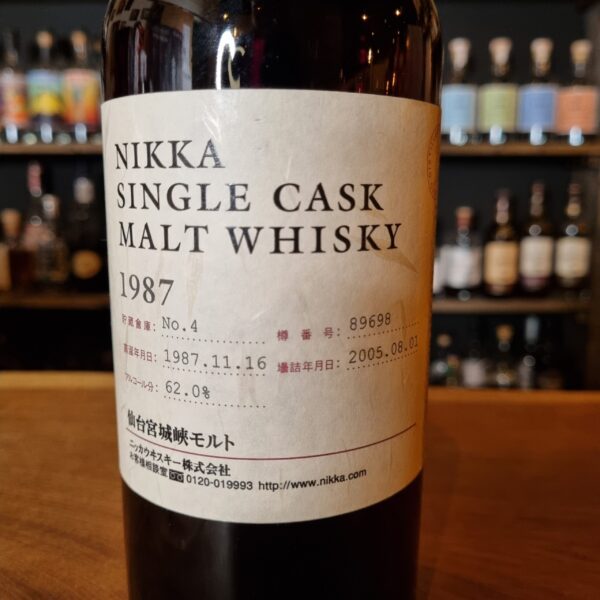 NIKKA
SINGLE CASK
MALT WHISKY
1987
貯蔵倉庫: No.4 樽番号: 89698
蒸溜年月日: 1987.11.16 壜詰年月日: 2005.08.01
アルコール分: 62.0%
仙台宮城峡モルト
ニッカウヰスキー株式会社
お客様相談室 0120-019993 http://www.nikka.com